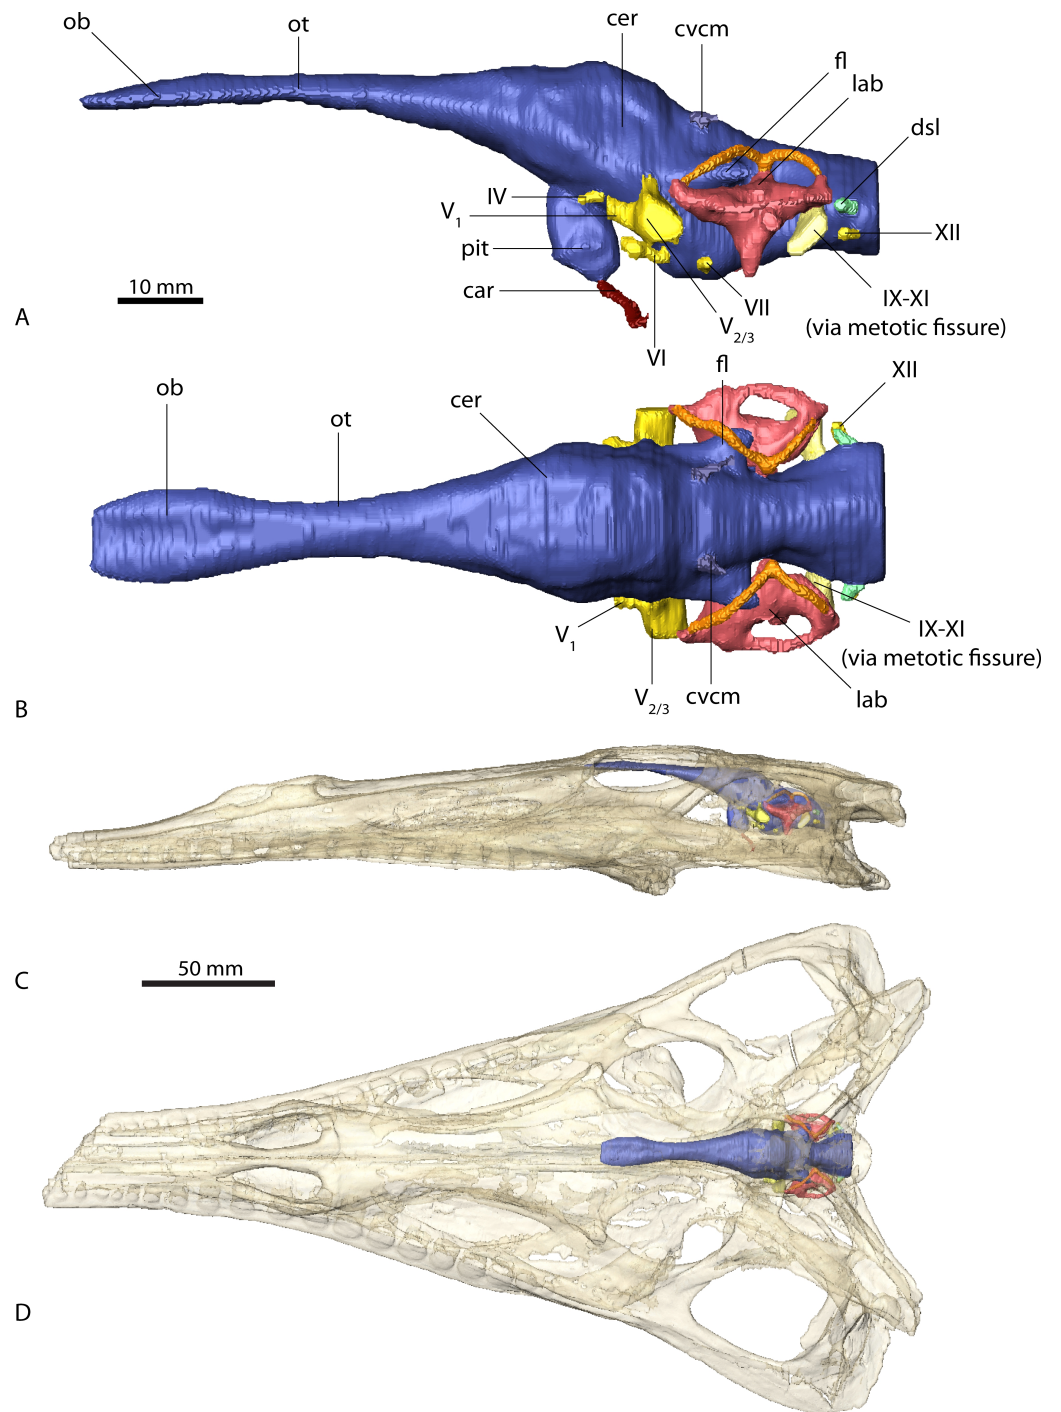 ob
ot
cer
cvcm
fl
lab
dsl
IV
V1
pit
car
XII
10 mm
VII
IX-XI
(via metotic fissure)
V2/3
VI
A
ob
ot
cer
fl
XII
V1
IX-XI
(via metotic fissure)
V2/3
cvcm
lab
B
C
50 mm
D